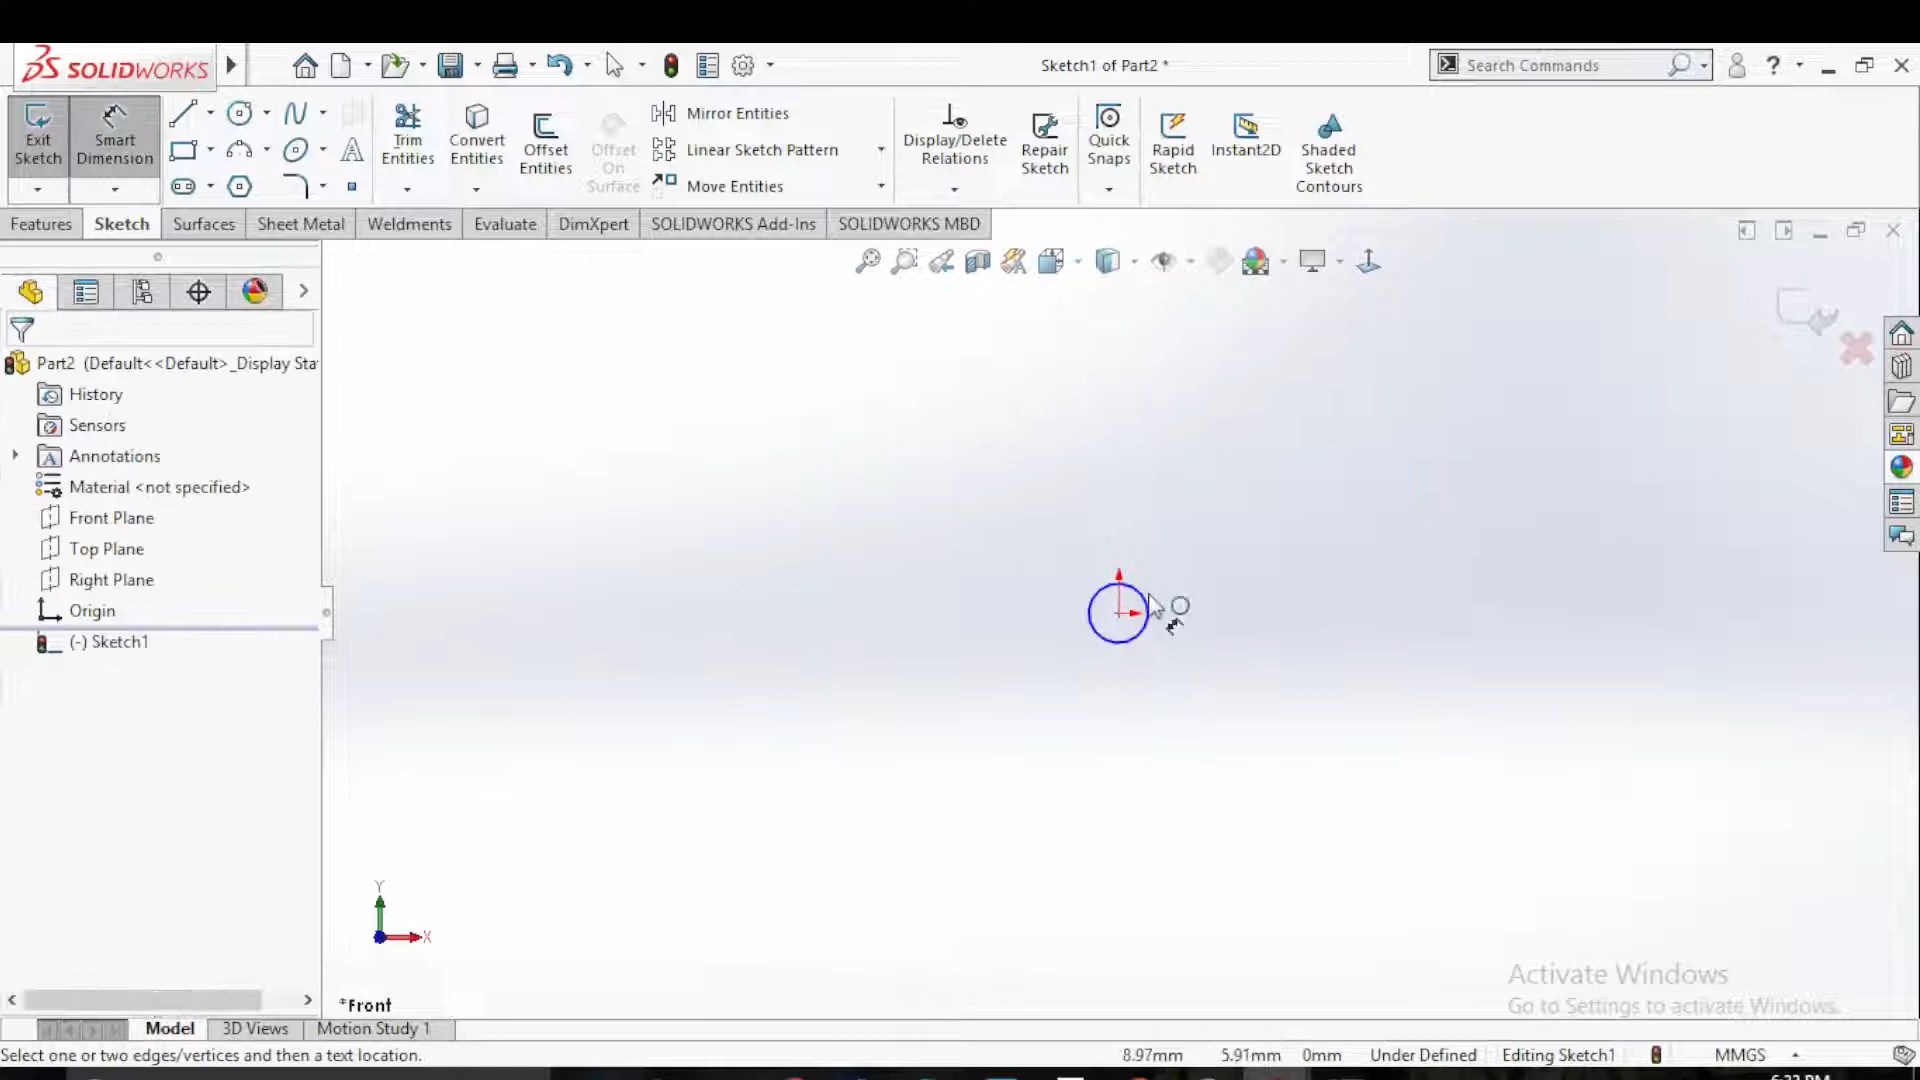 SOLIDWORKS
Sketch1 of Part2 *
Search Commands
Exit Sketch
Smart Dimension
Trim Entities
Convert Entities
Offset Entities
Offset On Surface
Mirror Entities
Linear Sketch Pattern
Move Entities
Display/Delete Relations
Repair Sketch
Quick Snaps
Rapid Sketch
Instant2D
Shaded Sketch Contours
Features
Sketch
Surfaces
Sheet Metal
Weldments
Evaluate
DimXpert
SOLIDWORKS Add-Ins
SOLIDWORKS MBD
Part2 (Default<<Default>_Display Sta
History
Sensors
Annotations
Material <not specified>
Front Plane
Top Plane
Right Plane
Origin
(-) Sketch1
Y
X
*Front
Activate Windows
Go to Settings to activate Windows.
Model
3D Views
Motion Study 1
Select one or two edges/vertices and then a text location.
8.97mm
5.91mm
0mm
Under Defined
Editing Sketch1
MMGS